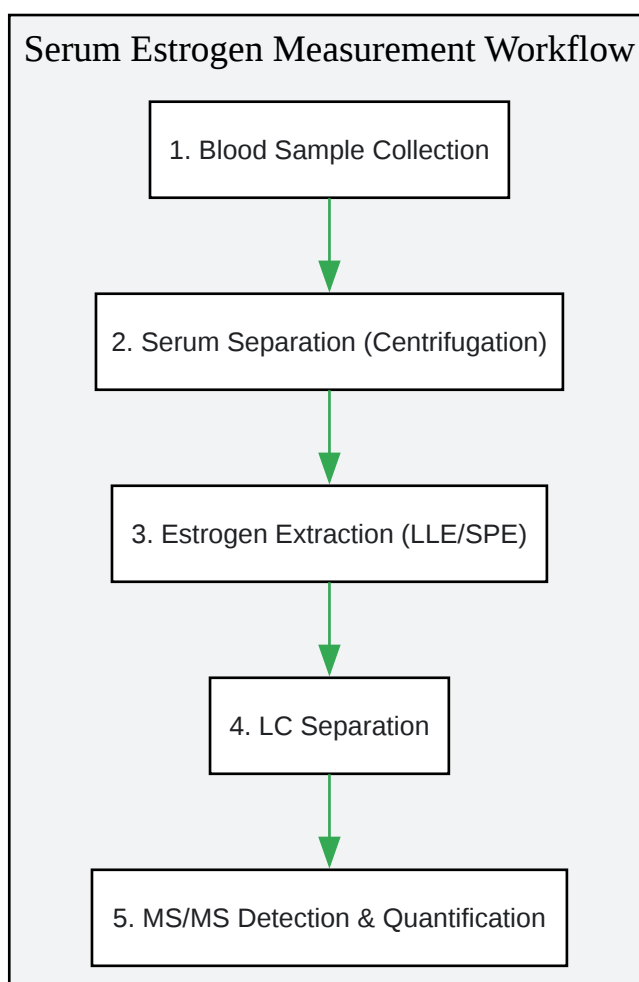 Serum Estrogen Measurement Workflow
1. Blood Sample Collection
2. Serum Separation (Centrifugation)
3. Estrogen Extraction (LLE/SPE)
4. LC Separation
5. MS/MS Detection & Quantification